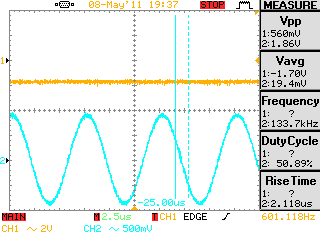 08-May'11 19:37 STOP MEASURE
Vpp
1:560mV
2:1.86V
Vavg
1:-1.70V
2:19.4mV
Frequency
1: ?
2:133.7kHz
DutyCycle
1: ?
2: 50.89%
RiseTime
1: ?
2:2.118us
1
2
-25.00us
MAIN M 2.5us T CH1 EDGE 601.118Hz
CH1 ~ 2V CH2 ~ 500mV